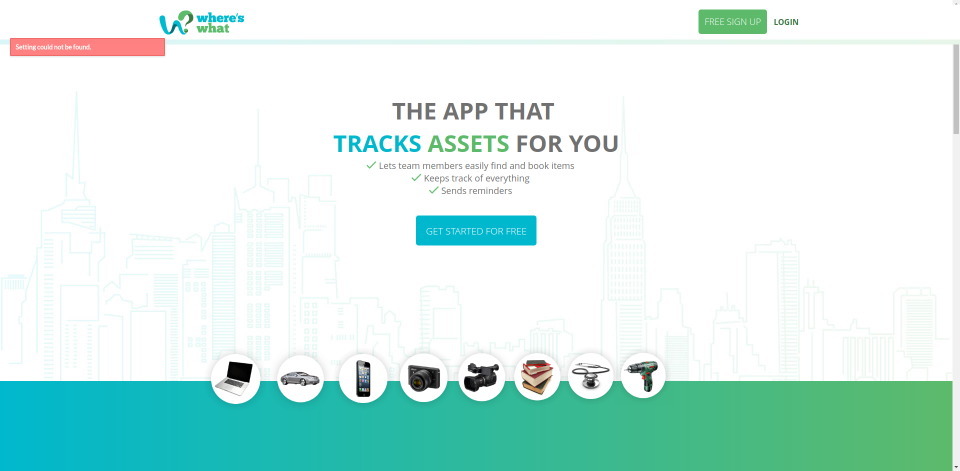 where's
what
FREE SIGN UP
LOGIN
Setting could not be found.
THE APP THAT
TRACKS ASSETS FOR YOU
Lets team members easily find and book items
Keeps track of everything
Sends reminders
GET STARTED FOR FREE